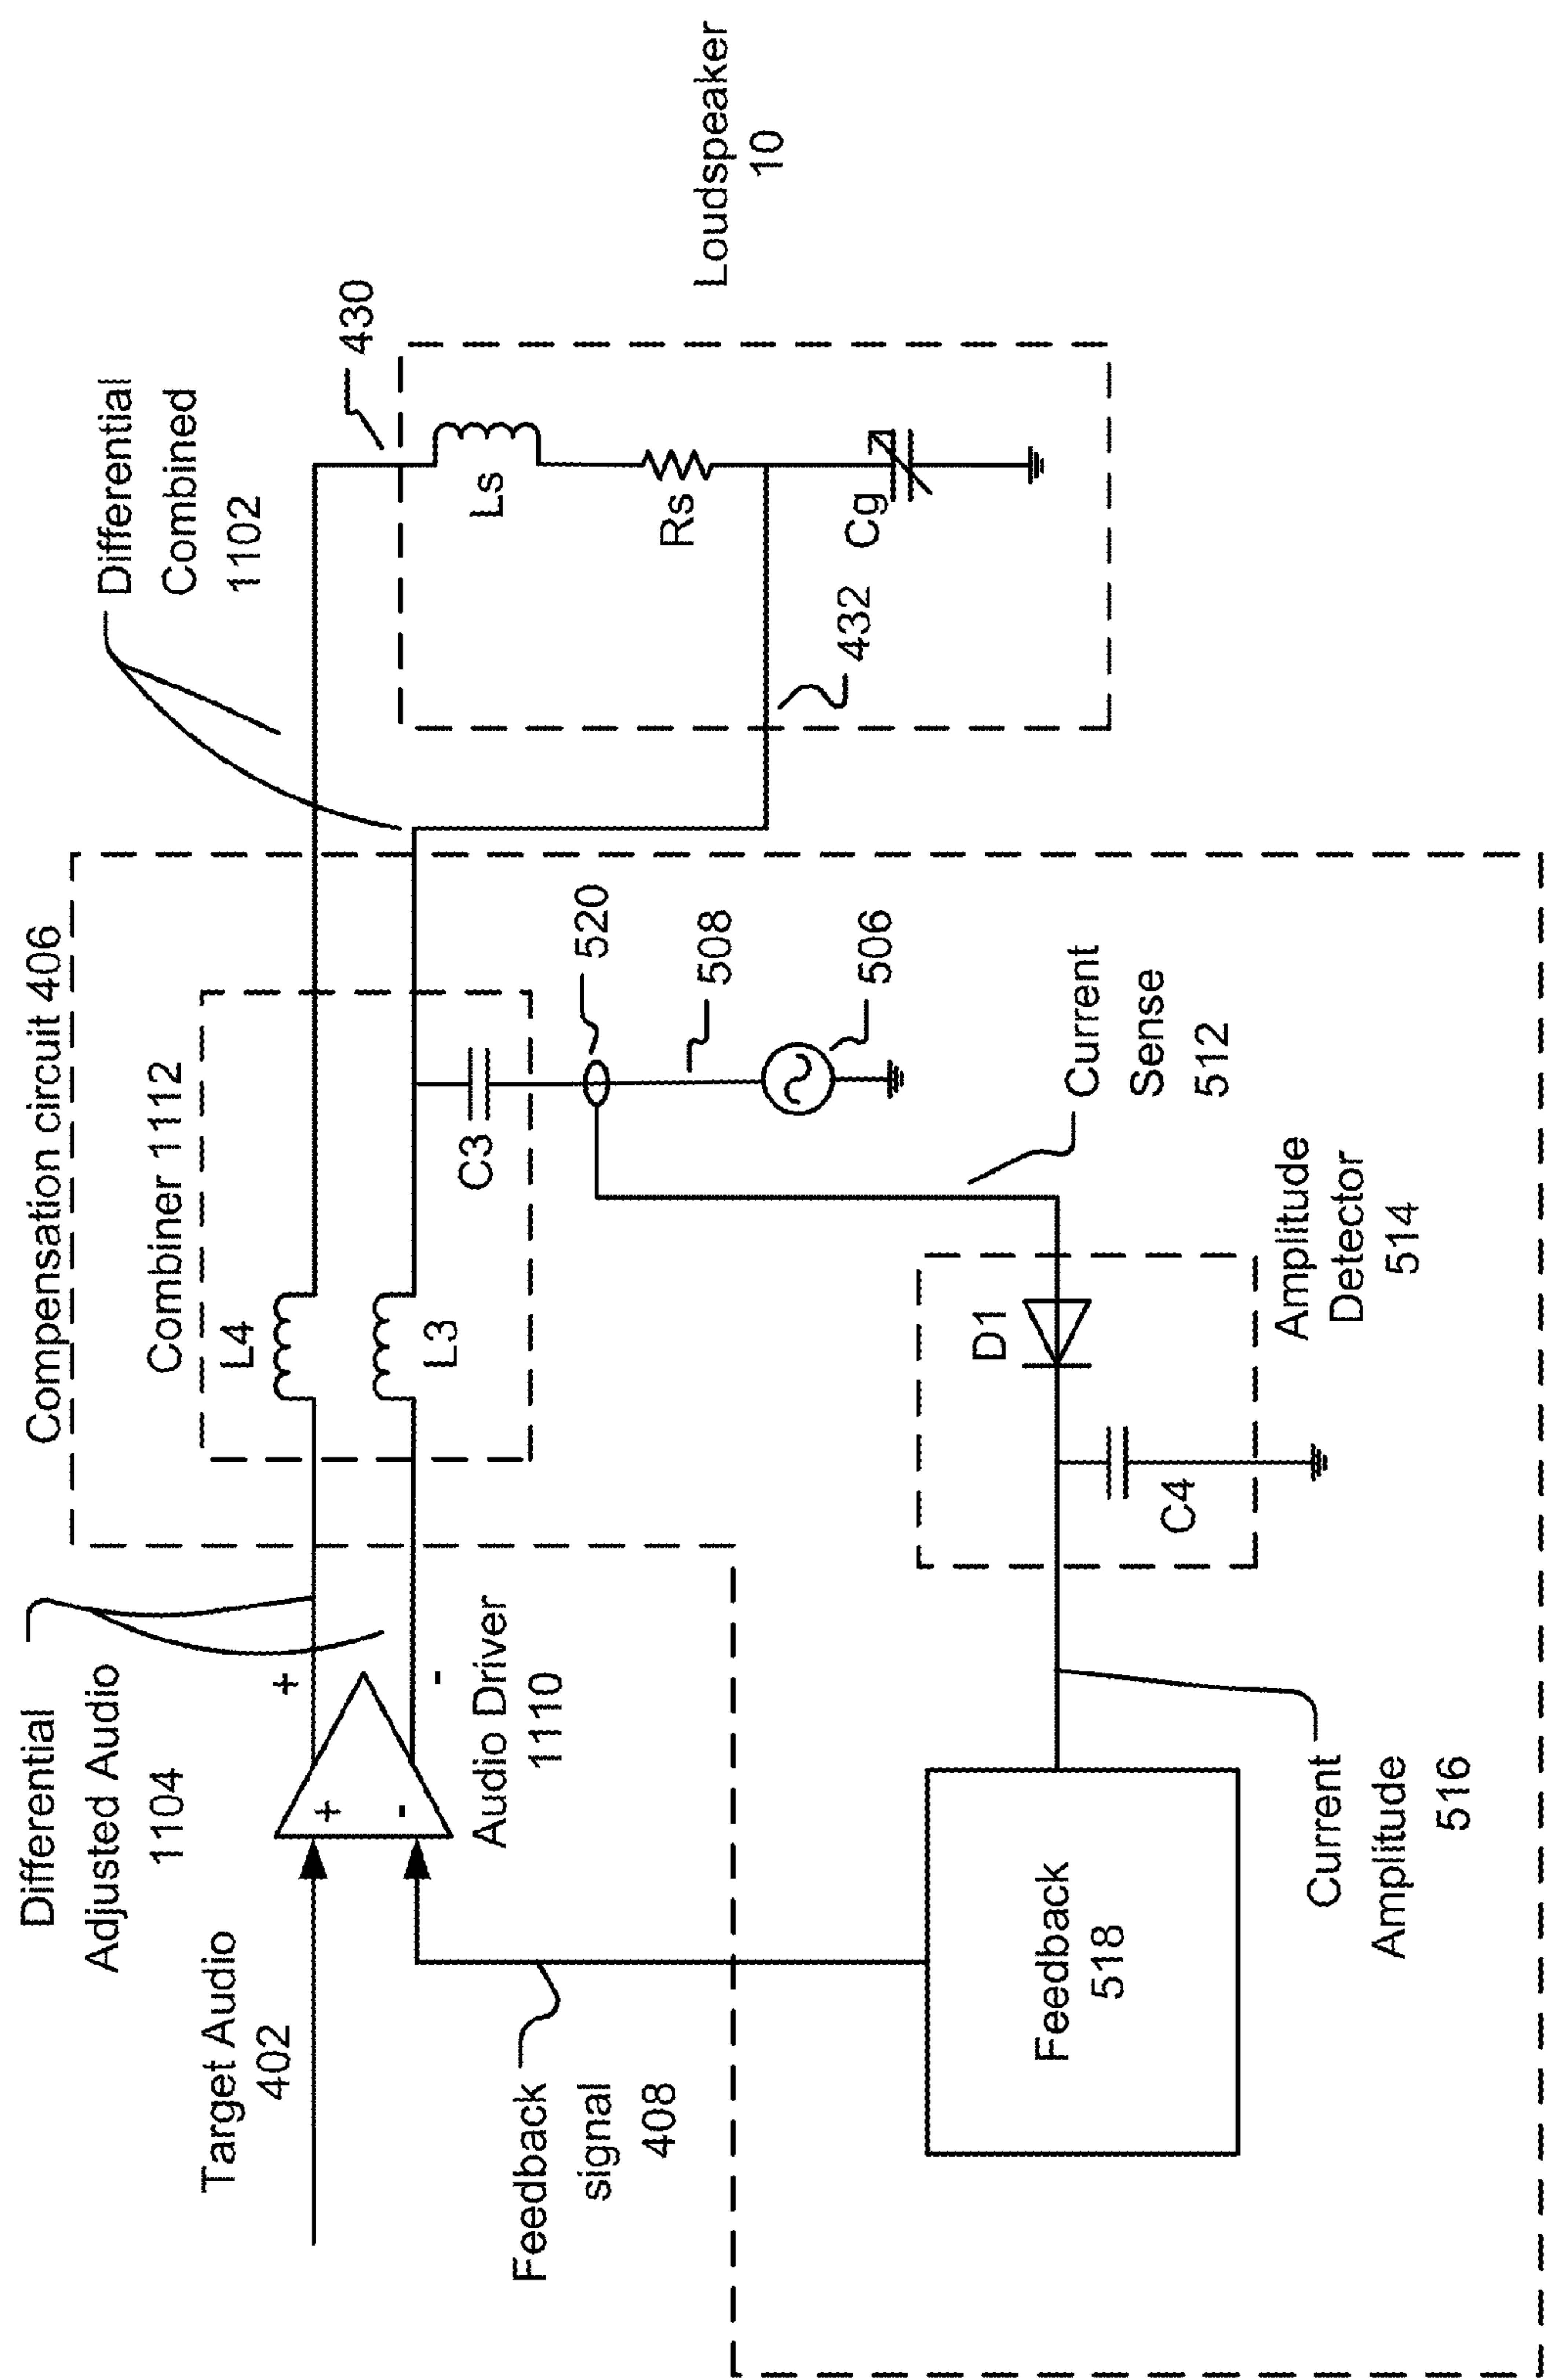 Compensation circuit 406
Differential
Adjusted Audio
1104
Combiner 1112
Differential
Combined
1102
Target Audio
402
+
-
+
-
Audio Driver
1110
L4
L3
C3
430
Ls
Rs
Cg
432
Loudspeaker
10
520
508
506
Feedback
signal
408
Current
Sense
512
D1
C4
Amplitude
Detector
514
Feedback
518
Current
Amplitude
516